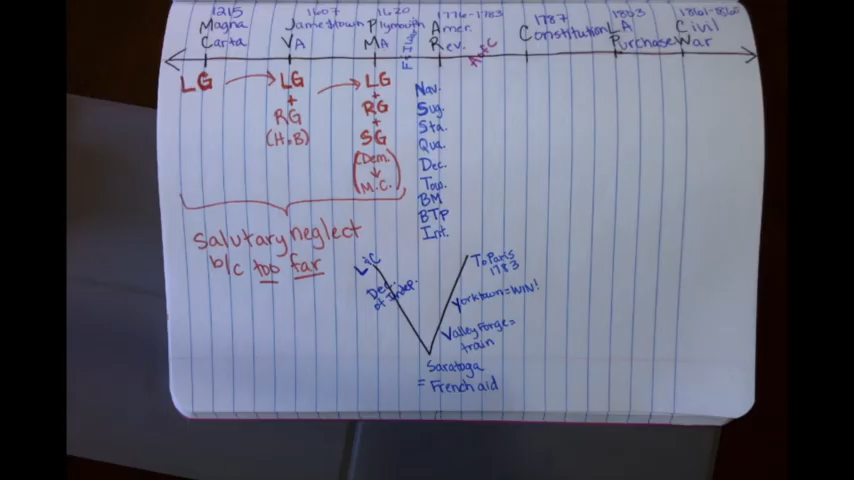 1215
Magna
Carta
1607
Jamestown
VA
1620
Plymouth
MA
F+I War
1776-1783
Amer.
Rev.
AofC
1787
Constitution
1803
LA
Purchase
1861-1865
Civil
War
LG
LG
+
RG
(H.B)
LG
+
RG
+
SG
(Dem.
M.C.)
Nav.
Sug.
Sta.
Qua.
Dec.
Tow.
BM
BTP
Int.
salutary neglect
b/c too far
L+C
Dec.
of Indep.
To Paris
1783
Yorktown=WIN!
Valley Forge=
train
Saratoga
= French aid